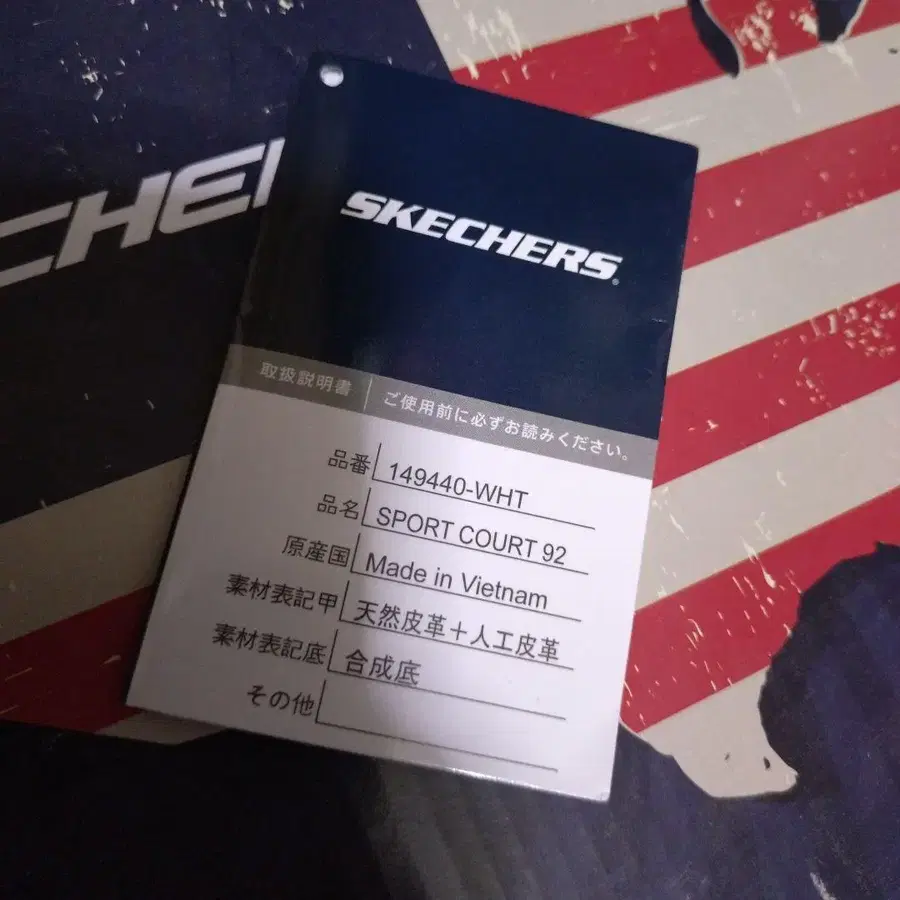 CHE
SKECHERS
取扱説明書 ご使用前に必ずお読みください。
品番 149440-WHT
品名 SPORT COURT 92
原産国 Made in Vietnam
素材表記甲 天然皮革+人工皮革
素材表記底 合成底
その他